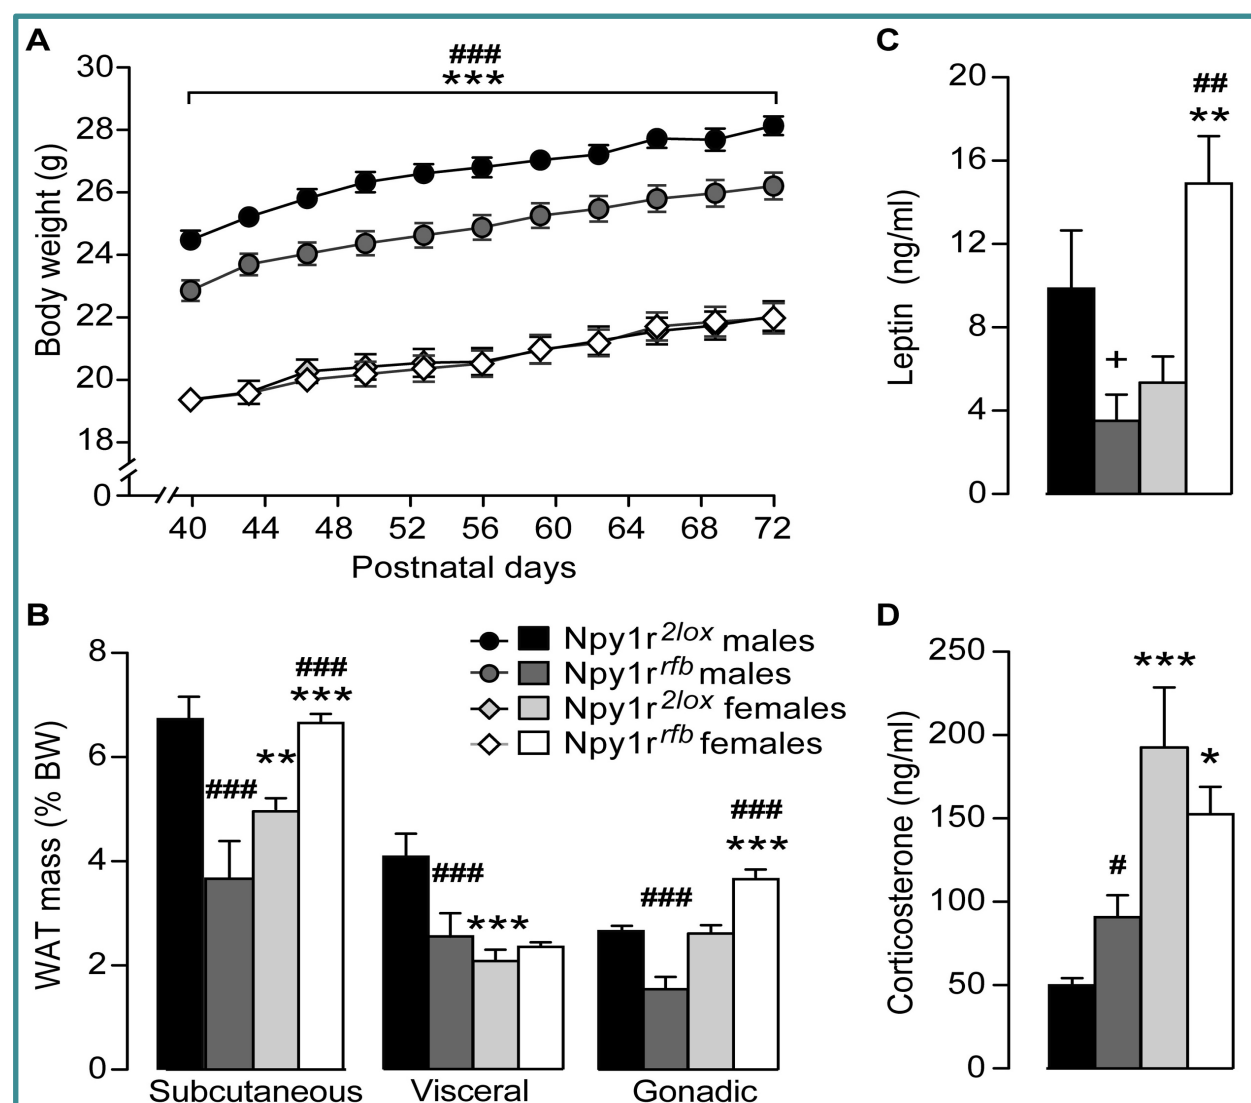 A
###
***
30
28
26
24
22
20
18
0
Body weight (g)
40 44 48 52 56 60 64 68 72
Postnatal days
C
20
16
12
8
4
0
Leptin (ng/ml)
##
**
+
B
8
6
4
2
0
WAT mass (% BW)
Npy1r2lox males
Npy1rrfb males
Npy1r2lox females
Npy1rrfb females
###
**
###
***
###
***
###
###
***
Subcutaneous Visceral Gonadic
D
250
200
150
100
50
0
Corticosterone (ng/ml)
#
***
*